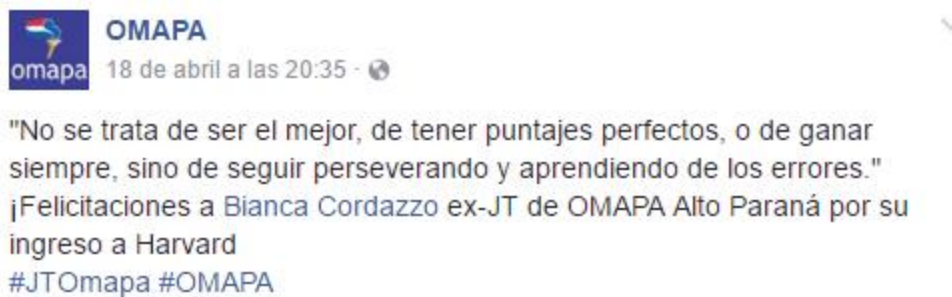 OMAPA
omapa
18 de abril a las 20:35 ·
"No se trata de ser el mejor, de tener puntajes perfectos, o de ganar
siempre, sino de seguir perseverando y aprendiendo de los errores."
¡Felicitaciones a Bianca Cordazzo ex-JT de OMAPA Alto Paraná por su
ingreso a Harvard
#JTOmapa #OMAPA